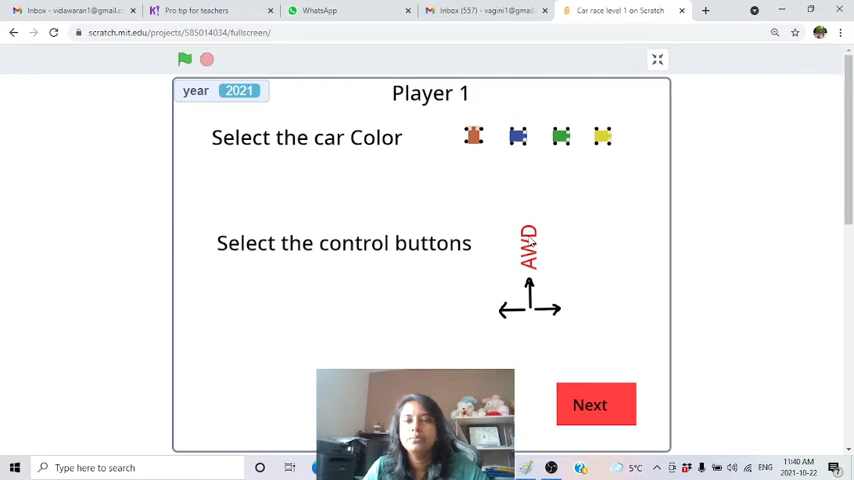 Inbox - vidawaran1@gmail.co
Pro tip for teachers
WhatsApp
Inbox (557) - vagini1@gmail.
Car race level 1 on Scratch
scratch.mit.edu/projects/585014034/fullscreen/
year 2021
Player 1
Select the car Color
Select the control buttons
AWD
Next
Type here to search
5°C
ENG
11:40 AM
2021-10-22